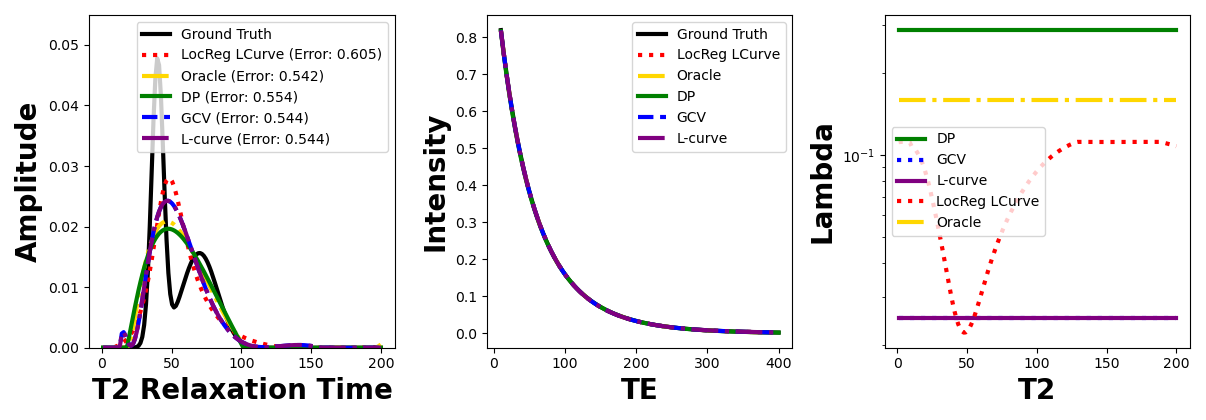 Amplitude
0.05
0.04
0.03
0.02
0.01
0.00
Ground Truth
LocReg LCurve (Error: 0.605)
Oracle (Error: 0.542)
DP (Error: 0.554)
GCV (Error: 0.544)
L-curve (Error: 0.544)
0 50 100 150 200
T2 Relaxation Time
Intensity
0.8
0.7
0.6
0.5
0.4
0.3
0.2
0.1
0.0
Ground Truth
LocReg LCurve
Oracle
DP
GCV
L-curve
0 100 200 300 400
TE
Lambda
10⁻¹
DP
GCV
L-curve
LocReg LCurve
Oracle
0 50 100 150 200
T2